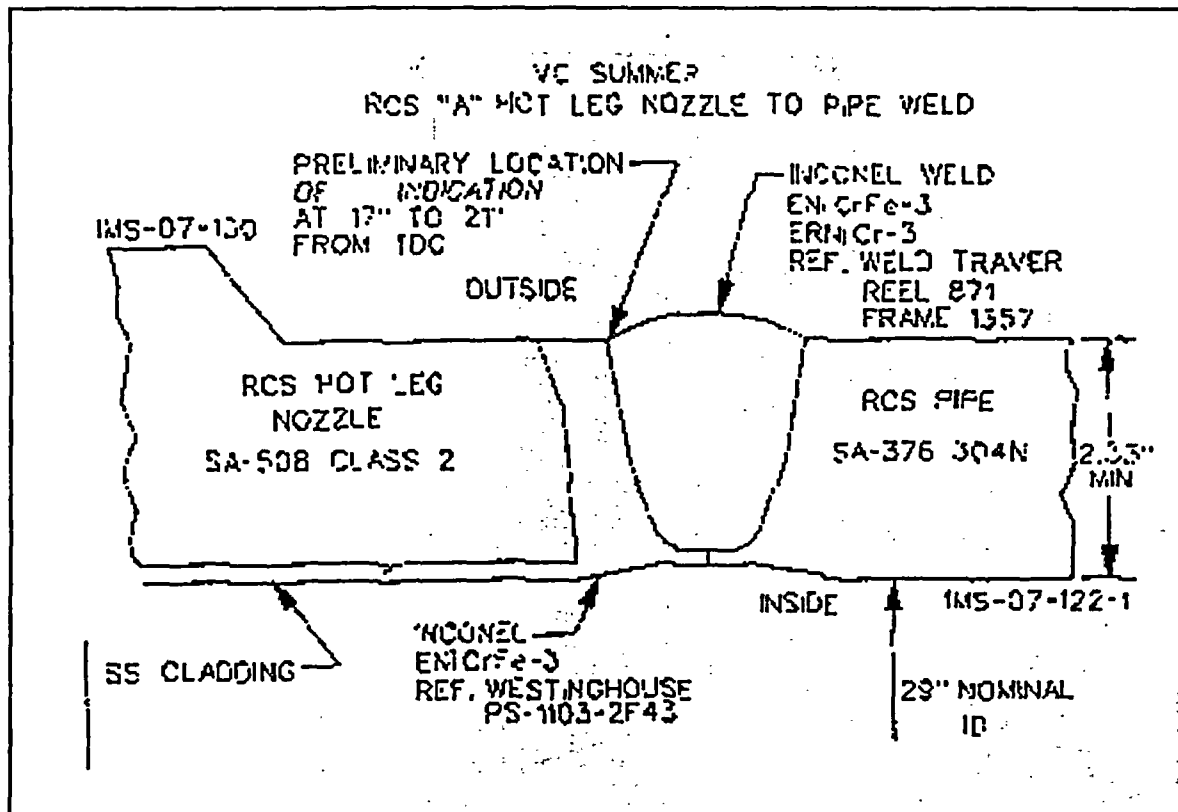 VC SUMMER
RCS "A" HOT LEG NOZZLE TO PIPE WELD
PRELIMINARY LOCATION
OF INDICATION
AT 17" TO 21"
FROM TDC
INCONEL WELD
ENiCrFe-3
ERNiCr-3
REF. WELD TRAVER
REEL 871
FRAME 1357
1MS-07-130
OUTSIDE
RCS HOT LEG
NOZZLE
SA-508 CLASS 2
RCS PIPE
SA-376 304N
2.33"
MIN
INSIDE
1MS-07-122-1
SS CLADDING
INCONEL
ENiCrFe-3
REF. WESTINGHOUSE
PS-1103-2F43
29" NOMINAL
ID